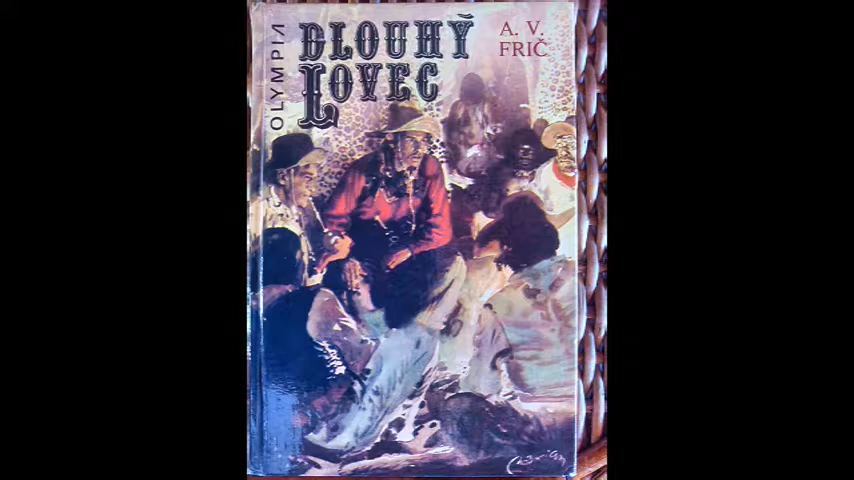 OLYMPIA
DLOUHÝ
LOVEC
A. V.
FRIČ